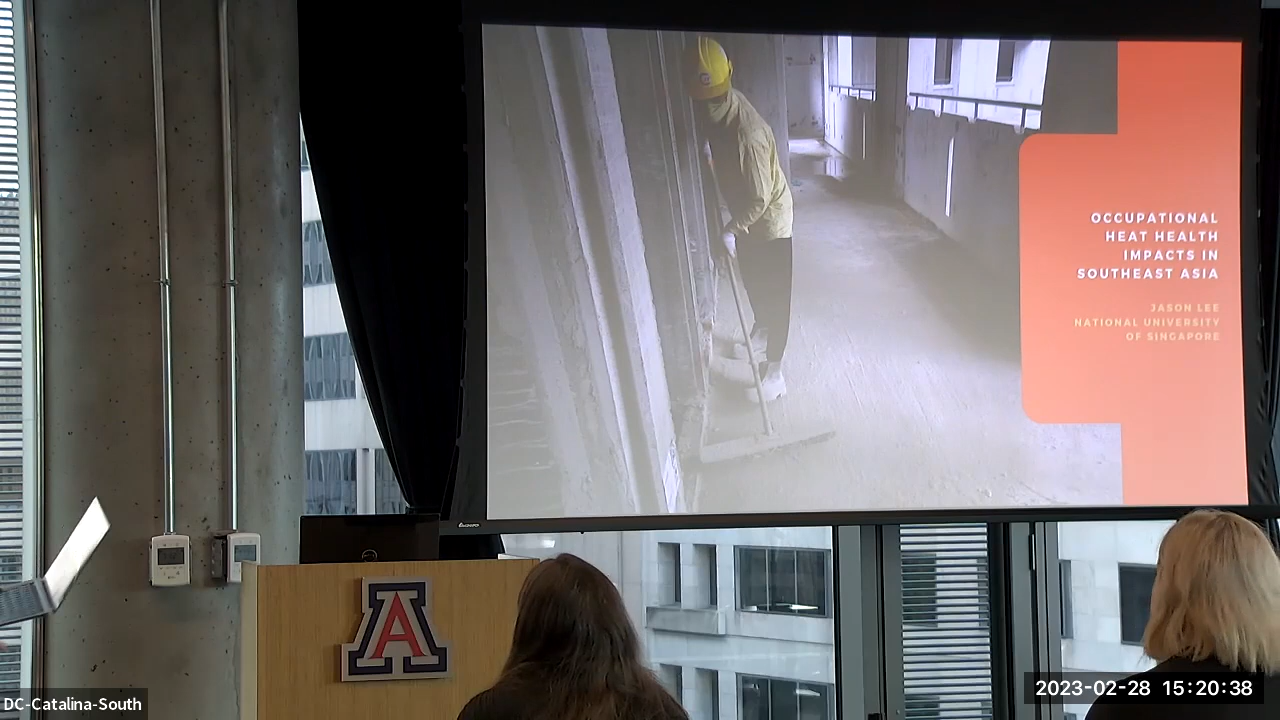 OCCUPATIONAL
HEAT HEALTH
IMPACTS IN
SOUTHEAST ASIA
JASON LEE
NATIONAL UNIVERSITY
OF SINGAPORE
A
DC-Catalina-South
2023-02-28 15:20:38